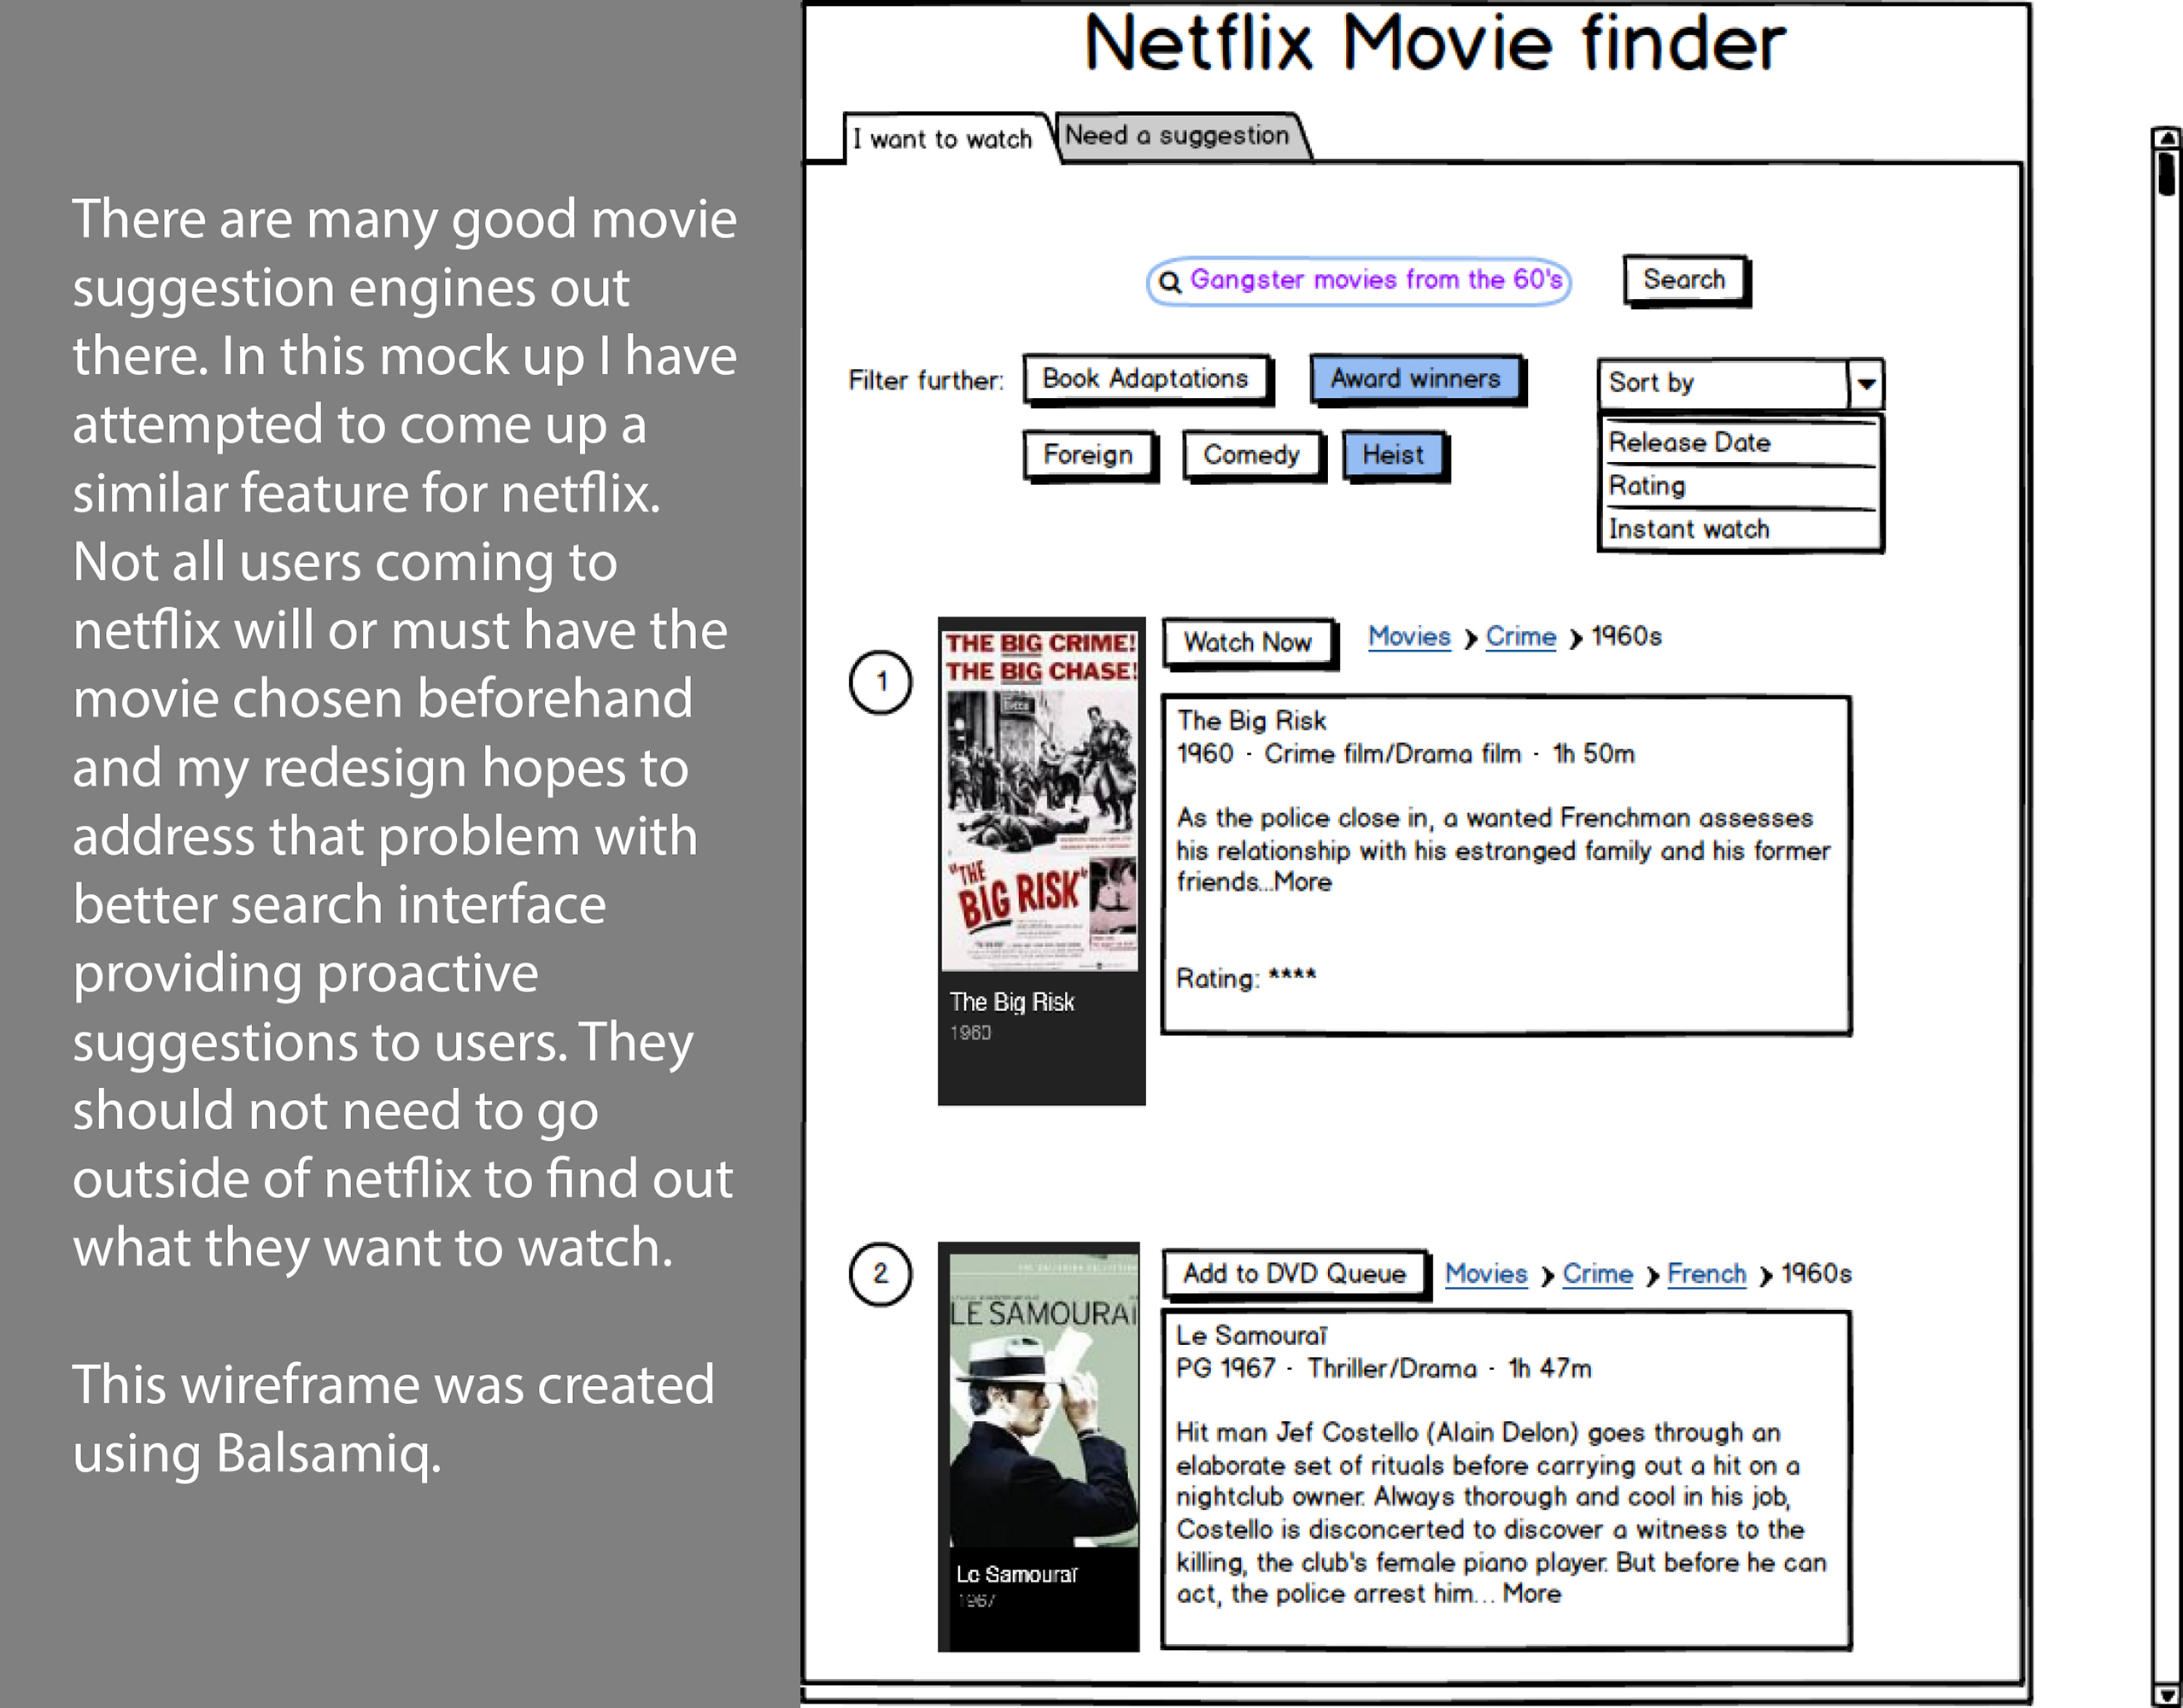 There are many good movie
suggestion engines out
there. In this mock up I have
attempted to come up a
similar feature for netflix.
Not all users coming to
netflix will or must have the
movie chosen beforehand
and my redesign hopes to
address that problem with
better search interface
providing proactive
suggestions to users. They
should not need to go
outside of netflix to find out
what they want to watch.
This wireframe was created
using Balsamiq.
Netflix Movie finder
I want to watch
Need a suggestion
Gangster movies from the 60's
Search
Filter further:
Book Adaptations
Award winners
Foreign
Comedy
Heist
Sort by
Release Date
Rating
Instant watch
1
THE BIG CRIME!
THE BIG CHASE!
"THE
BIG RISK"
The Big Risk
1960
Watch Now
Movies > Crime > 1960s
The Big Risk
1960 · Crime film/Drama film · 1h 50m
As the police close in, a wanted Frenchman assesses
his relationship with his estranged family and his former
friends...More
Rating: ****
2
LE SAMOURAÏ
Le Samouraï
1967
Add to DVD Queue
Movies > Crime > French > 1960s
Le Samouraï
PG 1967 · Thriller/Drama · 1h 47m
Hit man Jef Costello (Alain Delon) goes through an
elaborate set of rituals before carrying out a hit on a
nightclub owner. Always thorough and cool in his job,
Costello is disconcerted to discover a witness to the
killing, the club's female piano player. But before he can
act, the police arrest him... More